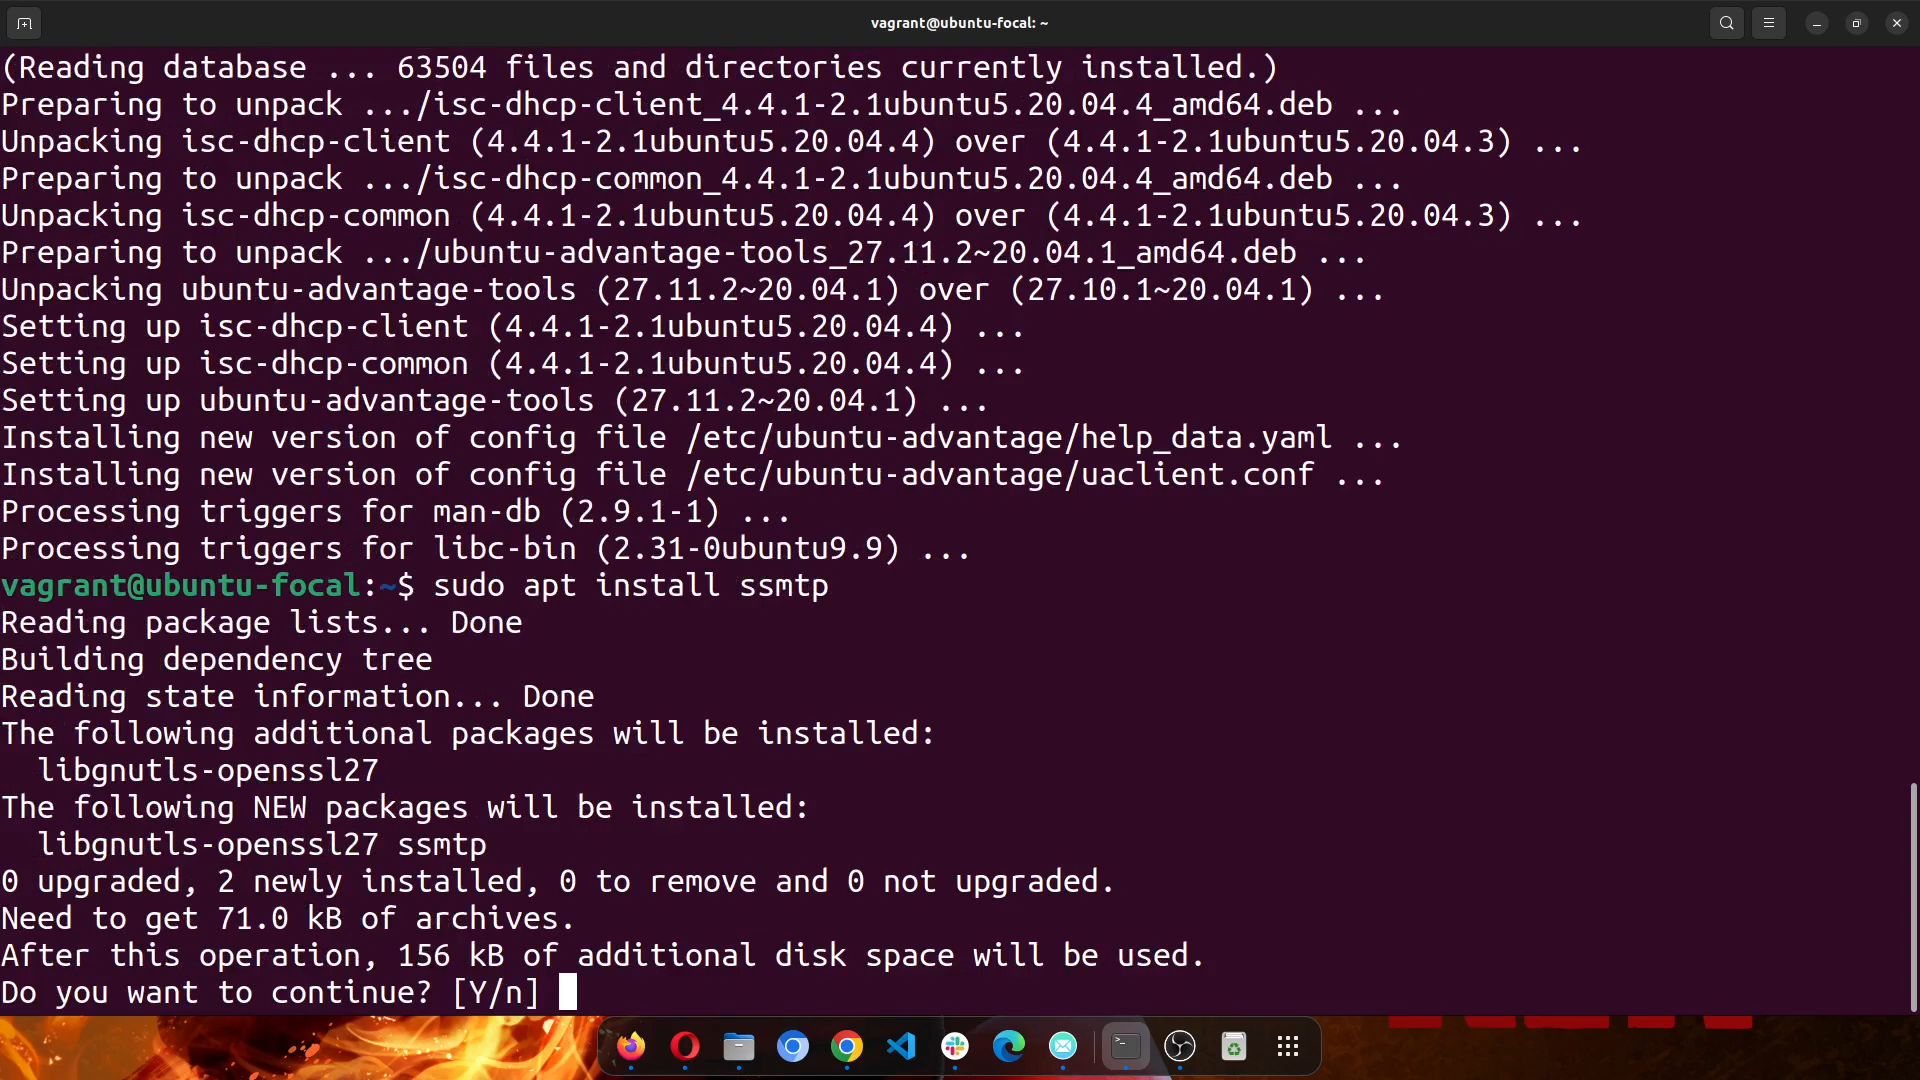 vagrant@ubuntu-focal: ~
(Reading database ... 63504 files and directories currently installed.)
Preparing to unpack .../isc-dhcp-client_4.4.1-2.1ubuntu5.20.04.4_amd64.deb ...
Unpacking isc-dhcp-client (4.4.1-2.1ubuntu5.20.04.4) over (4.4.1-2.1ubuntu5.20.04.3) ...
Preparing to unpack .../isc-dhcp-common_4.4.1-2.1ubuntu5.20.04.4_amd64.deb ...
Unpacking isc-dhcp-common (4.4.1-2.1ubuntu5.20.04.4) over (4.4.1-2.1ubuntu5.20.04.3) ...
Preparing to unpack .../ubuntu-advantage-tools_27.11.2~20.04.1_amd64.deb ...
Unpacking ubuntu-advantage-tools (27.11.2~20.04.1) over (27.10.1~20.04.1) ...
Setting up isc-dhcp-client (4.4.1-2.1ubuntu5.20.04.4) ...
Setting up isc-dhcp-common (4.4.1-2.1ubuntu5.20.04.4) ...
Setting up ubuntu-advantage-tools (27.11.2~20.04.1) ...
Installing new version of config file /etc/ubuntu-advantage/help_data.yaml ...
Installing new version of config file /etc/ubuntu-advantage/uaclient.conf ...
Processing triggers for man-db (2.9.1-1) ...
Processing triggers for libc-bin (2.31-0ubuntu9.9) ...
vagrant@ubuntu-focal:~$ sudo apt install ssmtp
Reading package lists... Done
Building dependency tree
Reading state information... Done
The following additional packages will be installed:
  libgnutls-openssl27
The following NEW packages will be installed:
  libgnutls-openssl27 ssmtp
0 upgraded, 2 newly installed, 0 to remove and 0 not upgraded.
Need to get 71.0 kB of archives.
After this operation, 156 kB of additional disk space will be used.
Do you want to continue? [Y/n]